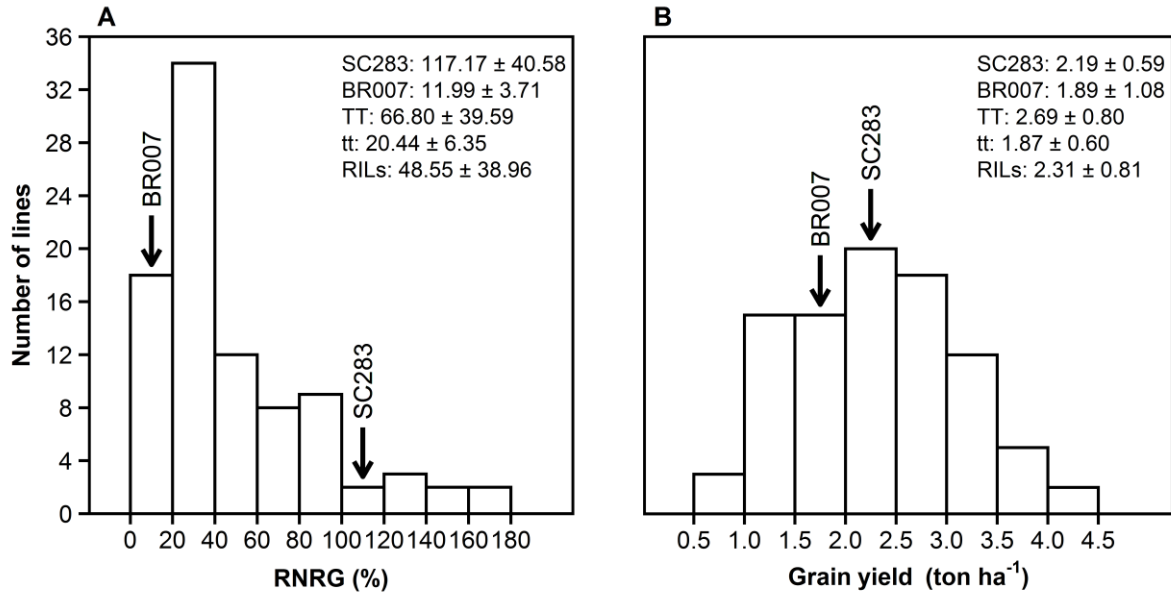 A
36
32
28
24
20
16
12
8
4
0
Number of lines
SC283: 117.17 ± 40.58
BR007: 11.99 ± 3.71
TT: 66.80 ± 39.59
tt: 20.44 ± 6.35
RILs: 48.55 ± 38.96
BR007
SC283
0 20 40 60 80 100 120 140 160 180
RNRG (%)
B
SC283: 2.19 ± 0.59
BR007: 1.89 ± 1.08
TT: 2.69 ± 0.80
tt: 1.87 ± 0.60
RILs: 2.31 ± 0.81
BR007
SC283
0.5 1.0 1.5 2.0 2.5 3.0 3.5 4.0 4.5
Grain yield (ton ha⁻¹)